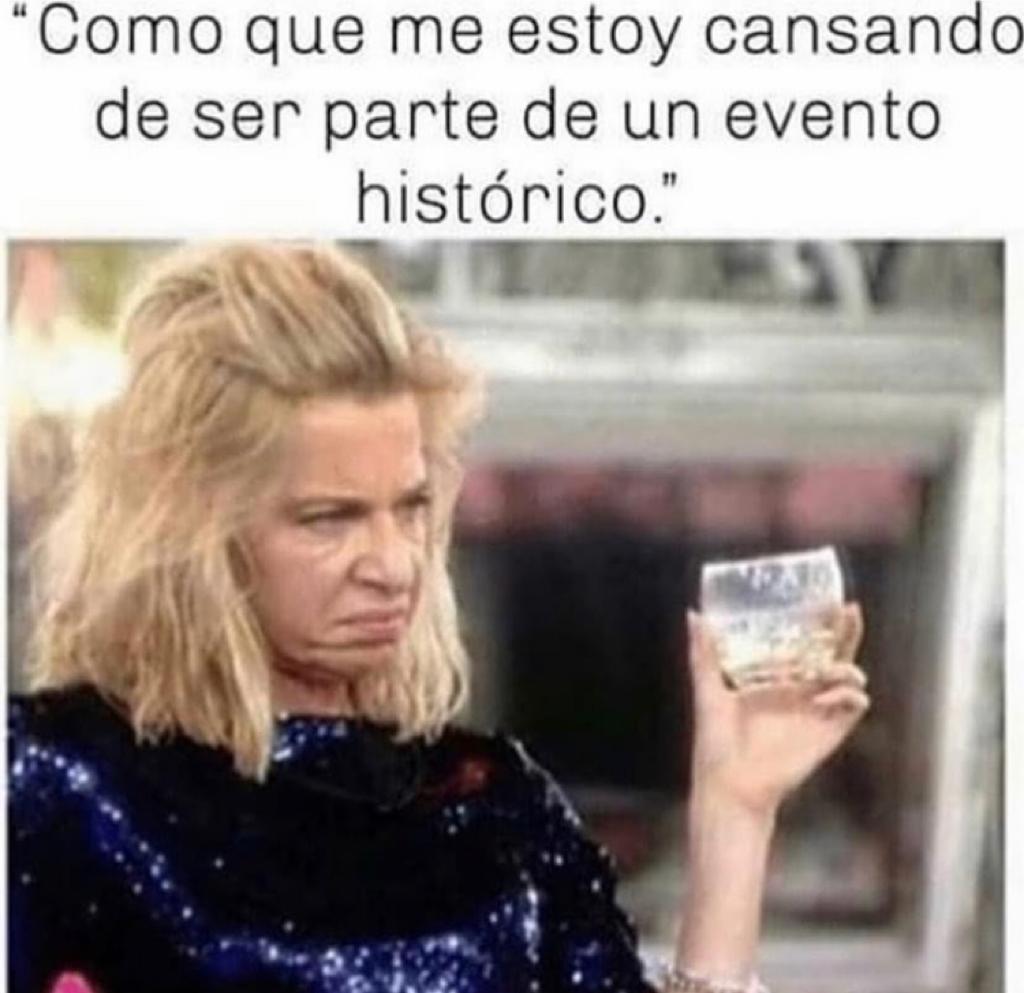 “Como que me estoy cansando
de ser parte de un evento
histórico.”